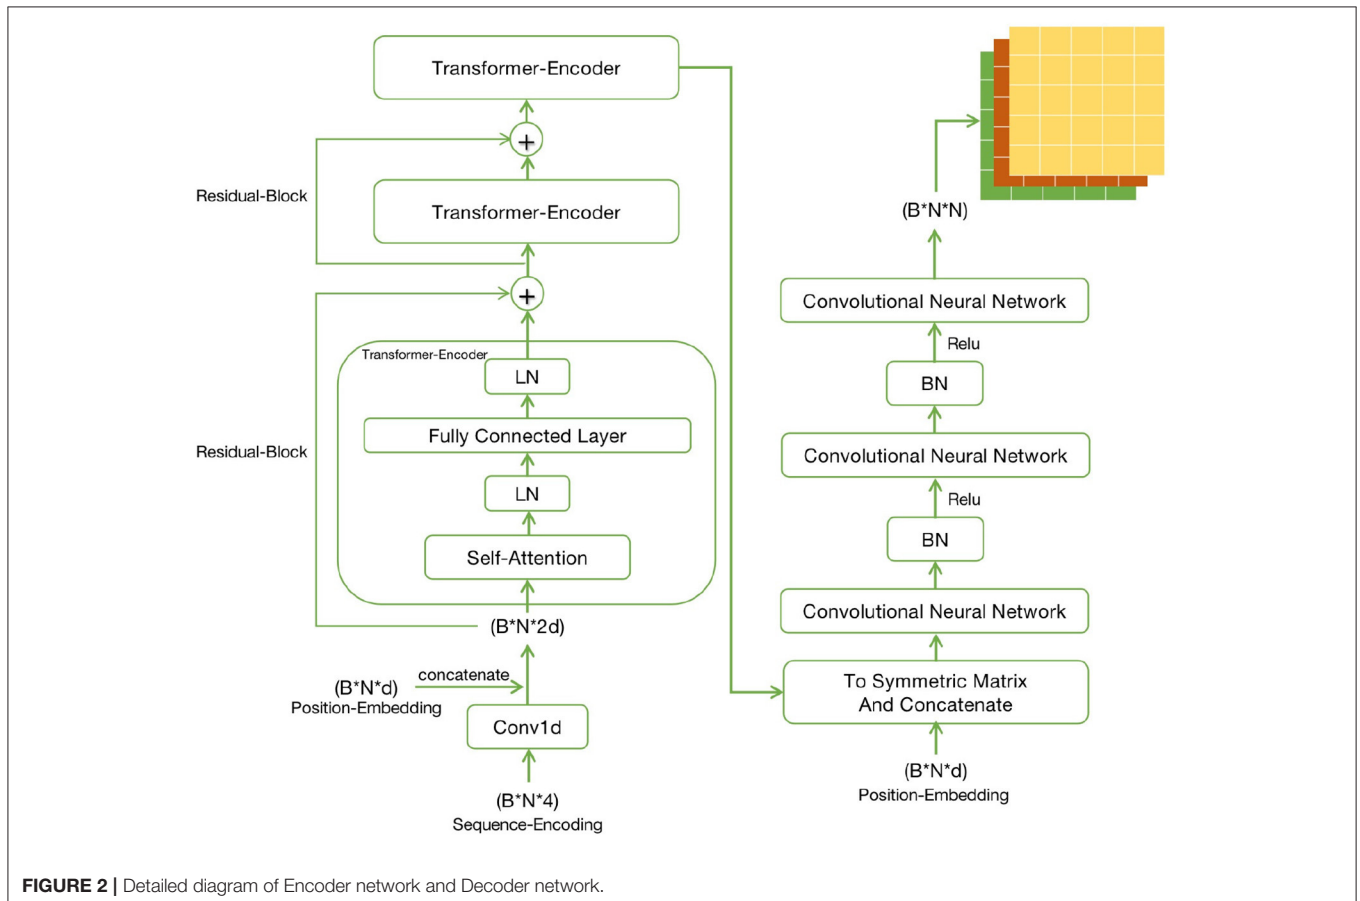 Transformer-Encoder
+
Residual-Block
Transformer-Encoder
+
Transformer-Encoder
LN
Fully Connected Layer
Residual-Block
LN
Self-Attention
(B*N*2d)
concatenate
(B*N*d)
Position-Embedding
Conv1d
(B*N*4)
Sequence-Encoding
(B*N*N)
Convolutional Neural Network
Relu
BN
Convolutional Neural Network
Relu
BN
Convolutional Neural Network
To Symmetric Matrix
And Concatenate
(B*N*d)
Position-Embedding
FIGURE 2 | Detailed diagram of Encoder network and Decoder network.